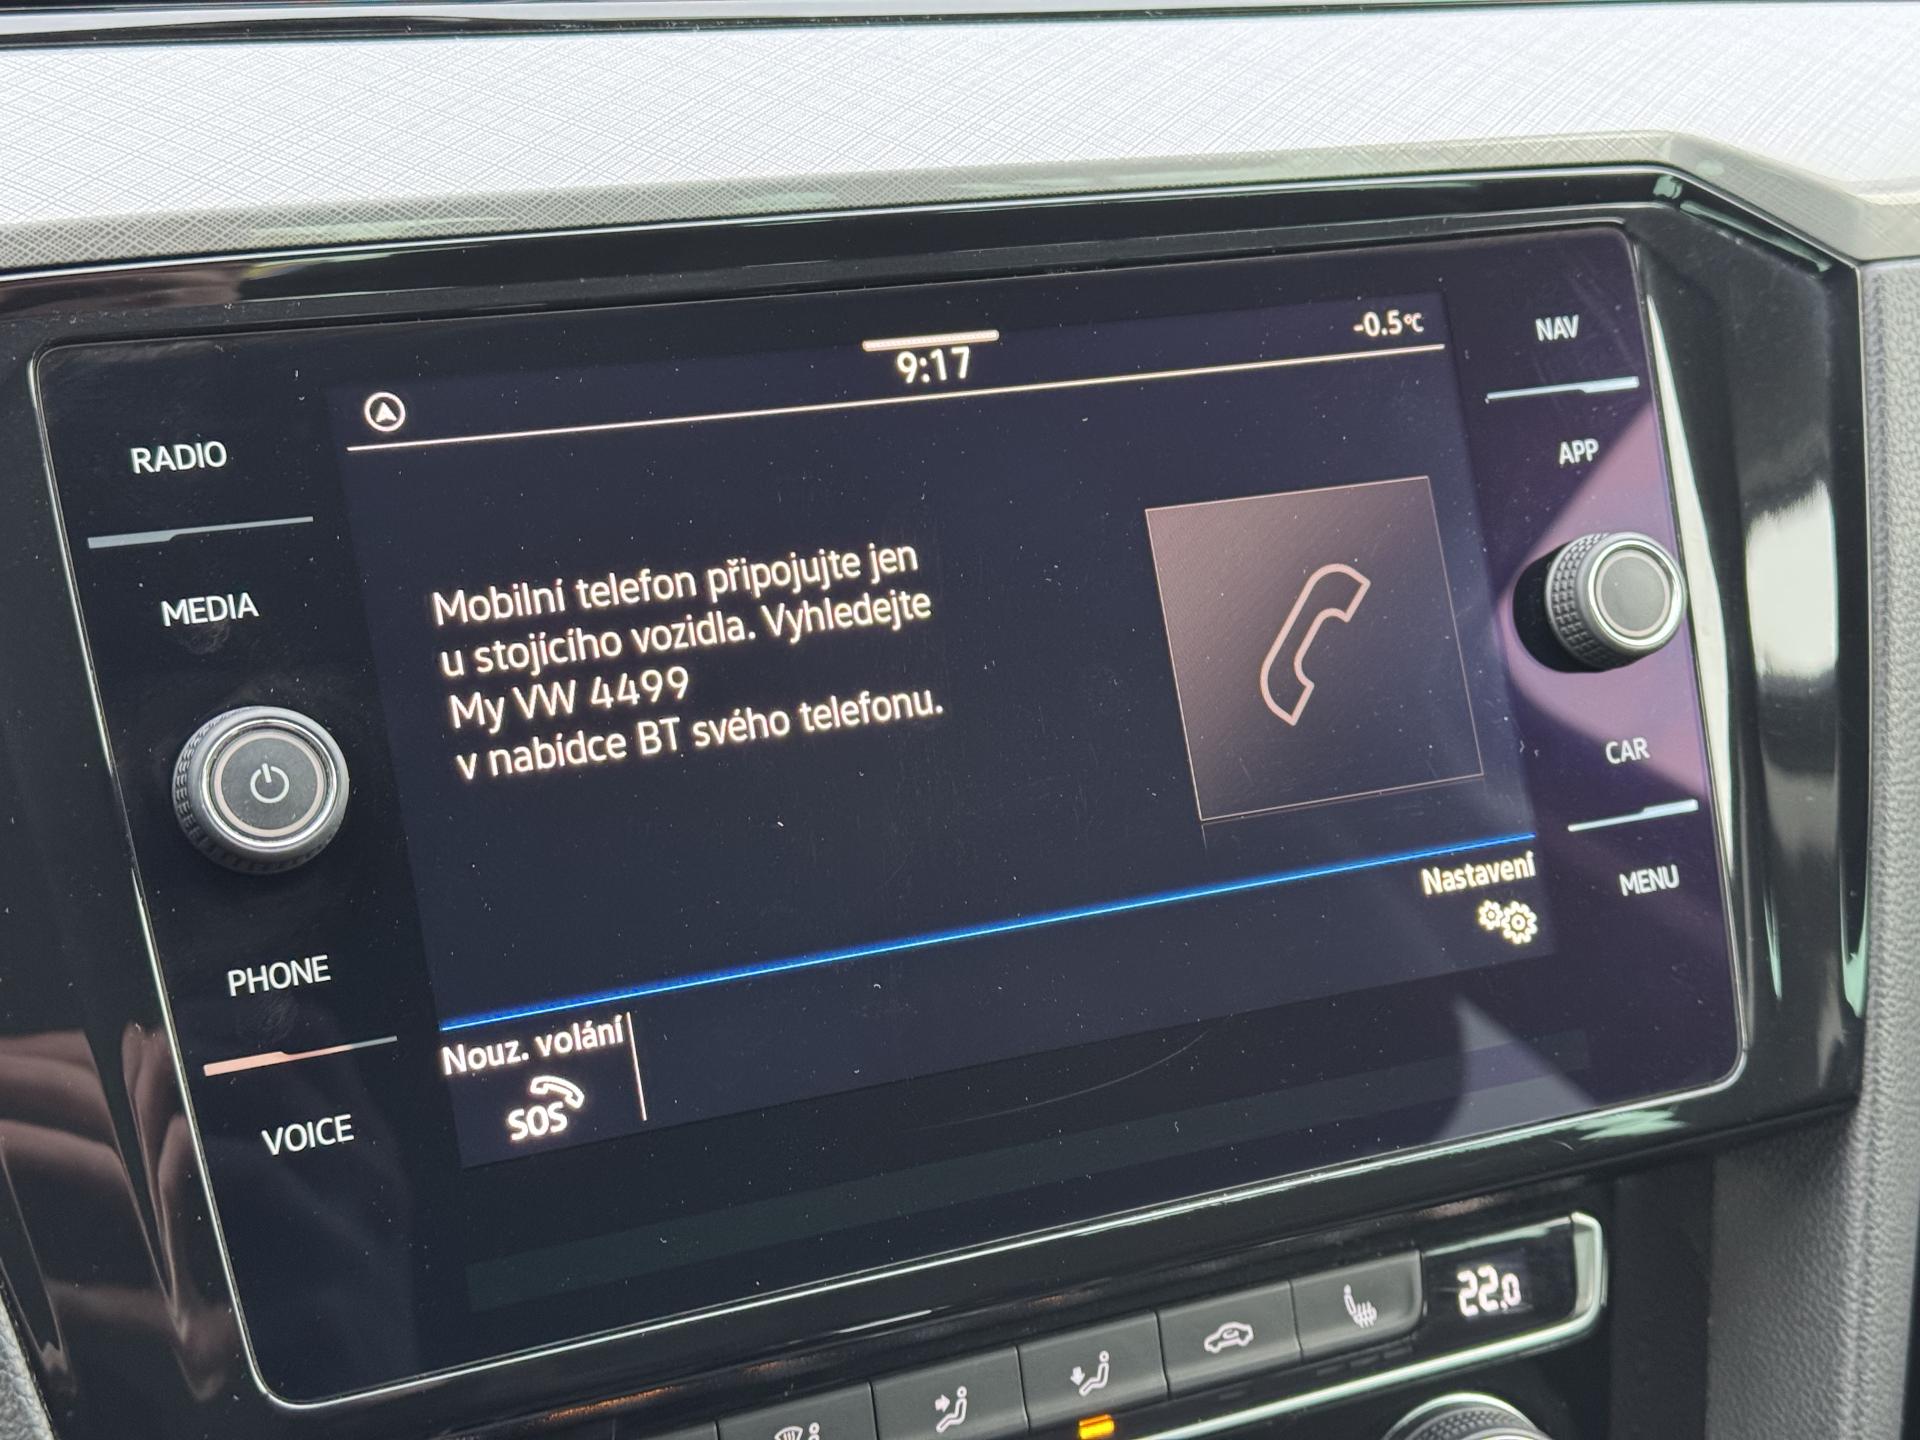 9:17
-0.5°C
NAV
RADIO
APP
MEDIA
Mobilní telefon připojujte jen
u stojícího vozidla. Vyhledejte
My VW 4499
v nabídce BT svého telefonu.
CAR
Nastavení
MENU
PHONE
Nouz. volání
SOS
VOICE
22.0